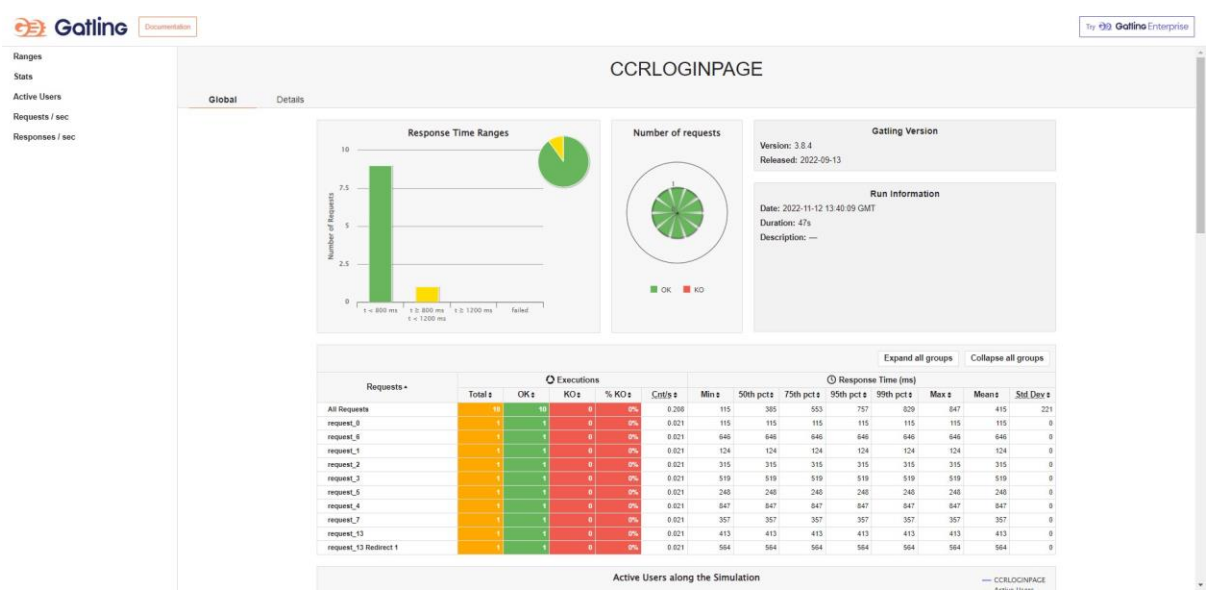 Gatling Documentation Try Gatling Enterprise
Ranges
Stats
Active Users
Requests / sec
Responses / sec
CCRLOGINPAGE
Global Details
Response Time Ranges
Number of Requests
10
7.5
5
2.5
0
t < 800 ms
t ≥ 800 ms
t < 1200 ms
t ≥ 1200 ms
failed
Number of requests
OK KO
Gatling Version
Version: 3.8.4
Released: 2022-09-13
Run Information
Date: 2022-11-12 13:40:09 GMT
Duration: 47s
Description: —
Expand all groups Collapse all groups
Requests Executions Response Time (ms)
Total OK KO % KO Cnt/s Min 50th pct 75th pct 95th pct 99th pct Max Mean Std Dev
All Requests 10 10 0 0% 0.208 115 385 553 757 829 847 415 221
request_0 1 1 0 0% 0.021 115 115 115 115 115 115 115 0
request_6 1 1 0 0% 0.021 646 646 646 646 646 646 646 0
request_1 1 1 0 0% 0.021 124 124 124 124 124 124 124 0
request_2 1 1 0 0% 0.021 315 315 315 315 315 315 315 0
request_3 1 1 0 0% 0.021 519 519 519 519 519 519 519 0
request_5 1 1 0 0% 0.021 248 248 248 248 248 248 248 0
request_4 1 1 0 0% 0.021 847 847 847 847 847 847 847 0
request_7 1 1 0 0% 0.021 357 357 357 357 357 357 357 0
request_13 1 1 0 0% 0.021 413 413 413 413 413 413 413 0
request_13 Redirect 1 1 1 0 0% 0.021 564 564 564 564 564 564 564 0
Active Users along the Simulation
CCRLOGINPAGE